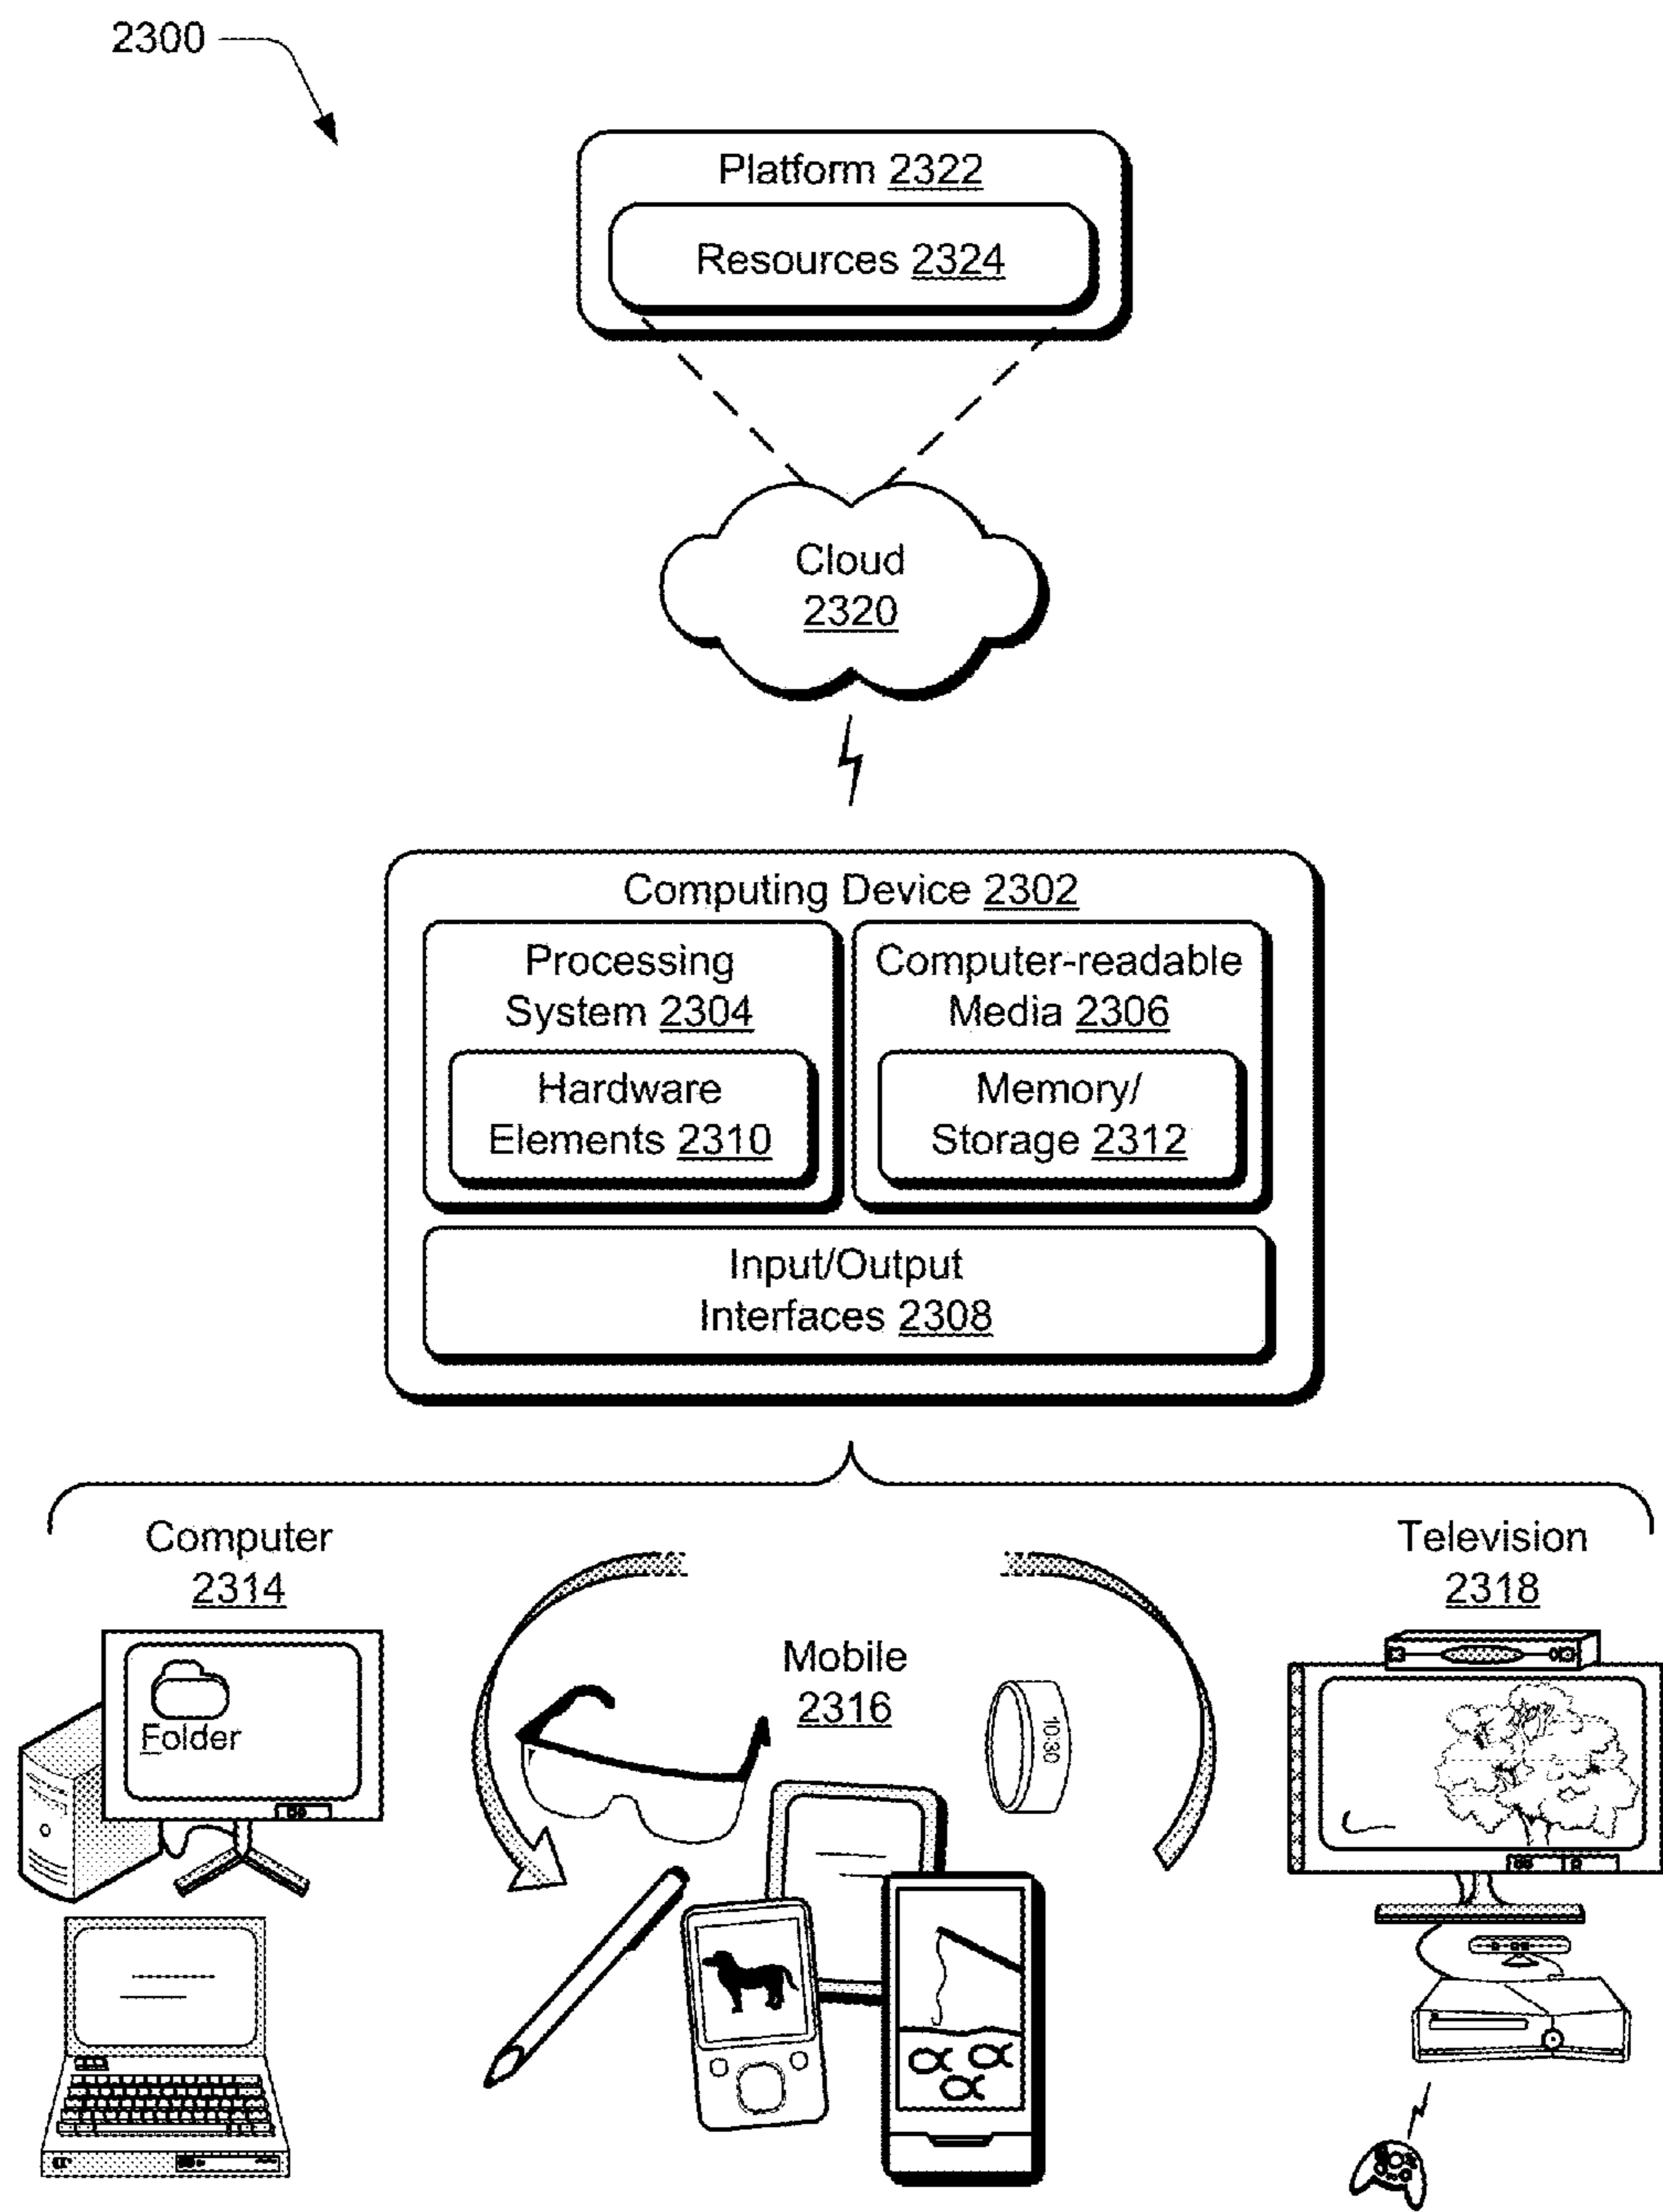 2300
Platform 2322
Resources 2324
Cloud
2320
Computing Device 2302
Processing
System 2304
Computer-readable
Media 2306
Hardware
Elements 2310
Memory/
Storage 2312
Input/Output
Interfaces 2308
Computer
2314
Mobile
2316
Television
2318
Folder
10:30